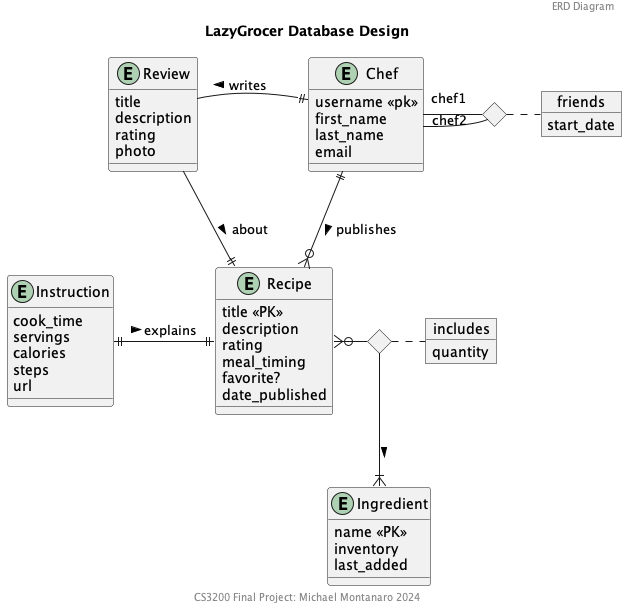 ERD Diagram
LazyGrocer Database Design
E Review
title
description
rating
photo
writes
E Chef
username «pk»
first_name
last_name
email
chef1
chef2
friends
start_date
about
publishes
E Instruction
cook_time
servings
calories
steps
url
explains
E Recipe
title «PK»
description
rating
meal_timing
favorite?
date_published
includes
quantity
E Ingredient
name «PK»
inventory
last_added
CS3200 Final Project: Michael Montanaro 2024